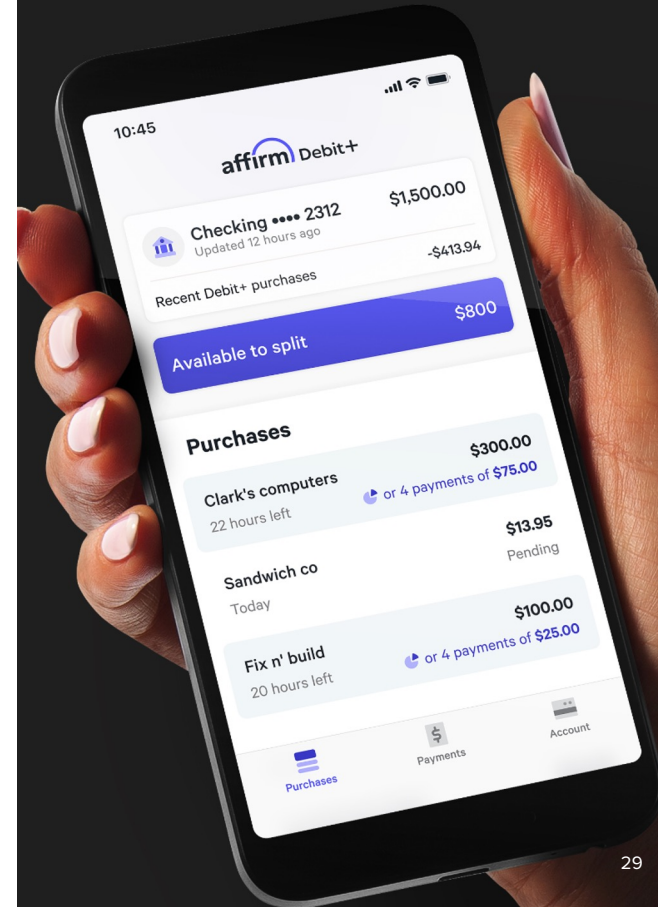 10:45
affirm Debit+
Checking •••• 2312 $1,500.00
Updated 12 hours ago
Recent Debit+ purchases -$413.94
Available to split $800
Purchases
Clark's computers $300.00
22 hours left or 4 payments of $75.00
Sandwich co $13.95
Today Pending
Fix n' build $100.00
20 hours left or 4 payments of $25.00
Purchases Payments Account
29